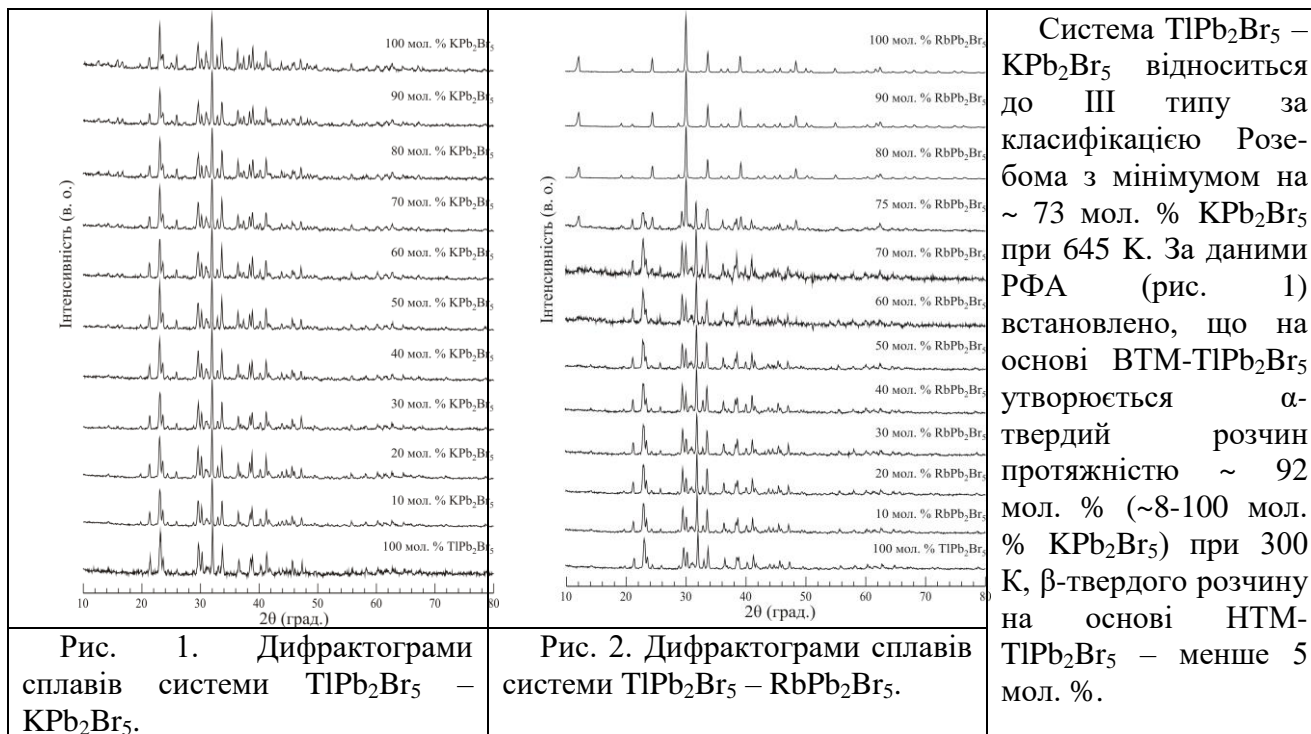 100 мол. % KPb₂Br₅
90 мол. % KPb₂Br₅
80 мол. % KPb₂Br₅
70 мол. % KPb₂Br₅
60 мол. % KPb₂Br₅
50 мол. % KPb₂Br₅
40 мол. % KPb₂Br₅
30 мол. % KPb₂Br₅
20 мол. % KPb₂Br₅
10 мол. % KPb₂Br₅
100 мол. % TlPb₂Br₅
Інтенсивність (в. о.)
10 20 30 40 50 60 70 80
2θ (град.)
Рис. 1. Дифрактограми
сплавів системи TlPb₂Br₅ –
KPb₂Br₅.
100 мол. % RbPb₂Br₅
90 мол. % RbPb₂Br₅
80 мол. % RbPb₂Br₅
75 мол. % RbPb₂Br₅
70 мол. % RbPb₂Br₅
60 мол. % RbPb₂Br₅
50 мол. % RbPb₂Br₅
40 мол. % RbPb₂Br₅
30 мол. % RbPb₂Br₅
20 мол. % RbPb₂Br₅
10 мол. % RbPb₂Br₅
100 мол. % TlPb₂Br₅
Інтенсивність (в. о.)
10 20 30 40 50 60 70 80
2θ (град.)
Рис. 2. Дифрактограми сплавів
системи TlPb₂Br₅ – RbPb₂Br₅.
Система TlPb₂Br₅ –
KPb₂Br₅ відноситься
до III типу за
класифікацією Розе-
бома з мінімумом на
~ 73 мол. % KPb₂Br₅
при 645 К. За даними
РФА (рис. 1)
встановлено, що на
основі ВТМ-TlPb₂Br₅
утворюється α-
твердий розчин
протяжністю ~ 92
мол. % (~8-100 мол.
% KPb₂Br₅) при 300
К, β-твердого розчину
на основі НТМ-
TlPb₂Br₅ – менше 5
мол. %.